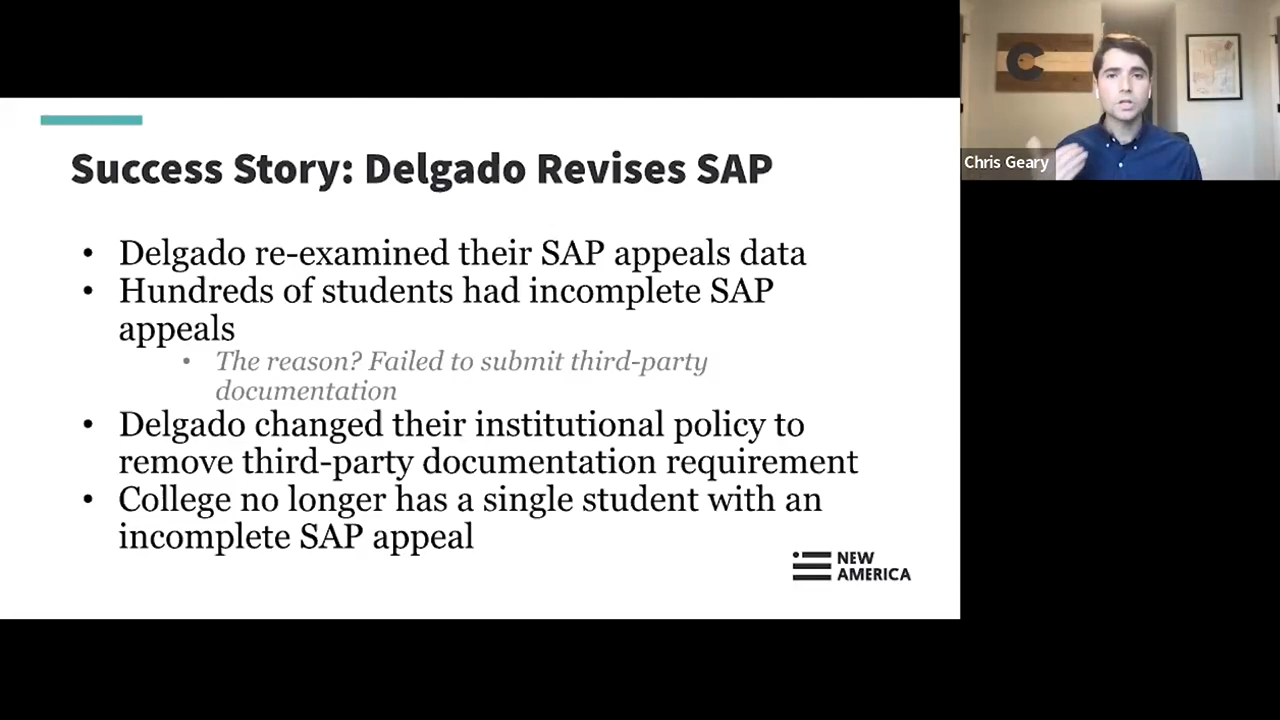 Success Story: Delgado Revises SAP
• Delgado re-examined their SAP appeals data
• Hundreds of students had incomplete SAP
appeals
• The reason? Failed to submit third-party
documentation
• Delgado changed their institutional policy to
remove third-party documentation requirement
• College no longer has a single student with an
incomplete SAP appeal
NEW
AMERICA
C
Chris Geary